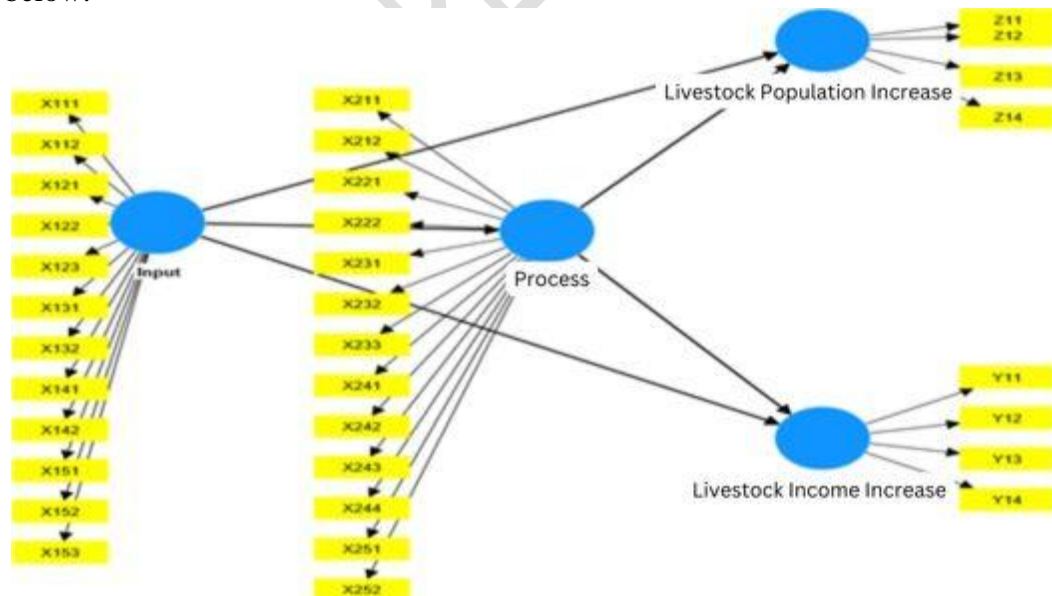 X111
X112
X121
X122
X123
X131
X132
X141
X142
X151
X152
X153
Input
X211
X212
X221
X222
X231
X232
X233
X241
X242
X243
X244
X251
X252
Process
Livestock Population Increase
Z11
Z12
Z13
Z14
Livestock Income Increase
Y11
Y12
Y13
Y14